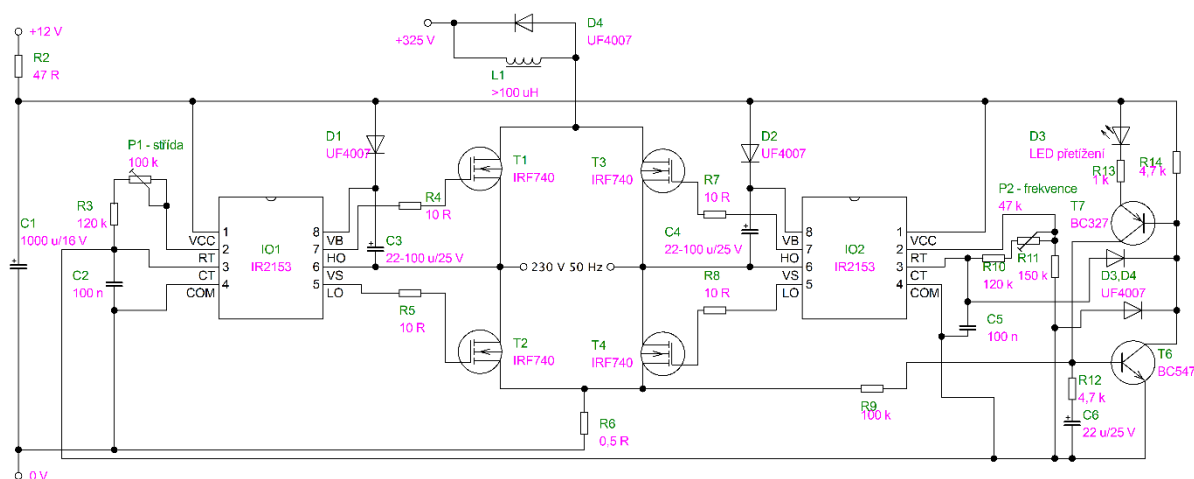 +12 V
R2
47 R
C1
1000 u/16 V
P1 - střída
100 k
R3
120 k
C2
100 n
0 V
IO1
IR2153
1
2
3
4
VCC
RT
CT
COM
8
7
6
5
VB
HO
VS
LO
D1
UF4007
R4
10 R
C3
22-100 u/25 V
R5
10 R
+325 V
D4
UF4007
L1
>100 uH
T1
IRF740
T2
IRF740
T3
IRF740
T4
IRF740
230 V 50 Hz
R6
0,5 R
R7
10 R
C4
22-100 u/25 V
R8
10 R
D2
UF4007
R9
100 k
8
7
6
5
VB
HO
VS
LO
IO2
IR2153
1
2
3
4
VCC
RT
CT
COM
C5
100 n
R10
120 k
P2 - frekvence
47 k
R11
150 k
D3
LED přetížení
R13
1 k
R14
4,7 k
T7
BC327
D3,D4
UF4007
T6
BC547
R12
4,7 k
C6
22 u/25 V